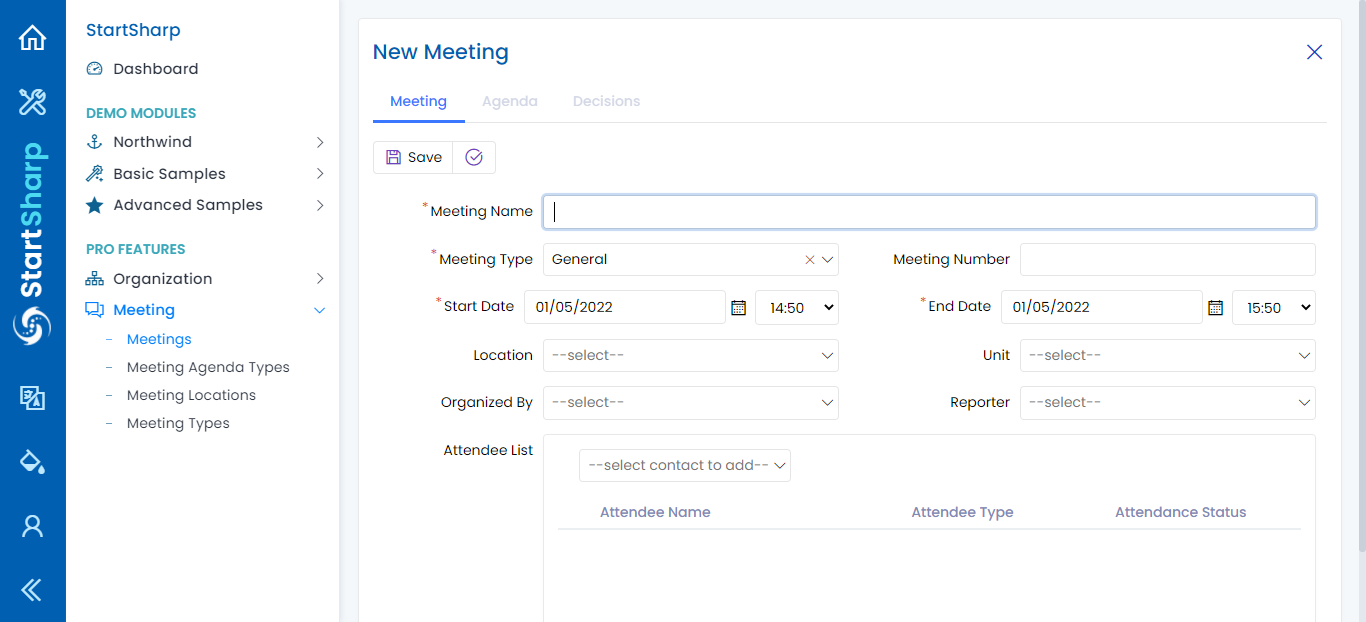 StartSharp
StartSharp
Dashboard
DEMO MODULES
Northwind
Basic Samples
Advanced Samples
PRO FEATURES
Organization
Meeting
Meetings
Meeting Agenda Types
Meeting Locations
Meeting Types
New Meeting
Meeting Agenda Decisions
Save
*Meeting Name
*Meeting Type General Meeting Number
*Start Date 01/05/2022 14:50 *End Date 01/05/2022 15:50
Location --select-- Unit --select--
Organized By --select-- Reporter --select--
Attendee List
--select contact to add--
Attendee Name Attendee Type Attendance Status